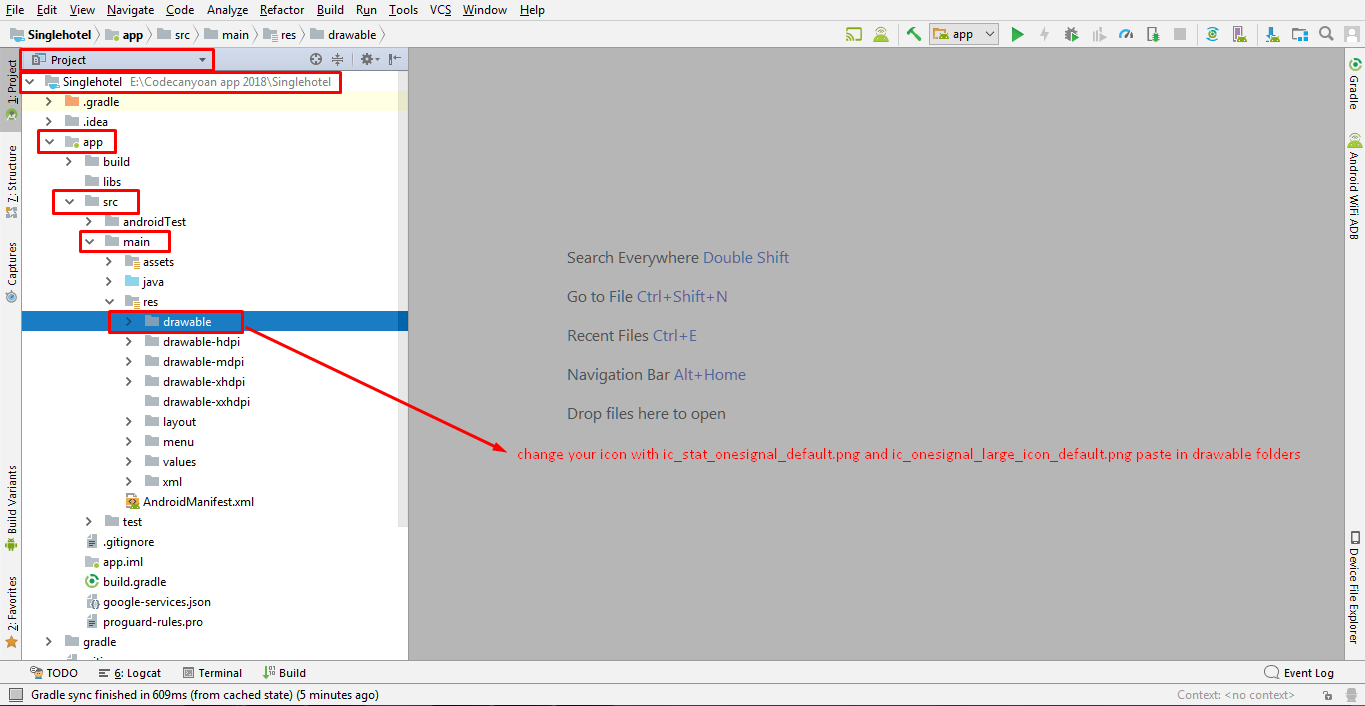 File Edit View Navigate Code Analyze Refactor Build Run Tools VCS Window Help
Singlehotel app src main res drawable app
Project
Singlehotel E:\Codecanyoan app 2018\Singlehotel
.gradle
.idea
app
build
libs
src
androidTest
main
assets
java
res
drawable
drawable-hdpi
drawable-mdpi
drawable-xhdpi
drawable-xxhdpi
layout
menu
values
xml
AndroidManifest.xml
test
.gitignore
app.iml
build.gradle
google-services.json
proguard-rules.pro
gradle
1: Project
7: Structure
Captures
Build Variants
2: Favorites
Search Everywhere Double Shift
Go to File Ctrl+Shift+N
Recent Files Ctrl+E
Navigation Bar Alt+Home
Drop files here to open
change your icon with ic_stat_onesignal_default.png and ic_onesignal_large_icon_default.png paste in drawable folders
Gradle
Android WiFi ADB
Device File Explorer
TODO 6: Logcat Terminal Build Event Log
Gradle sync finished in 609ms (from cached state) (5 minutes ago) Context: <no context>